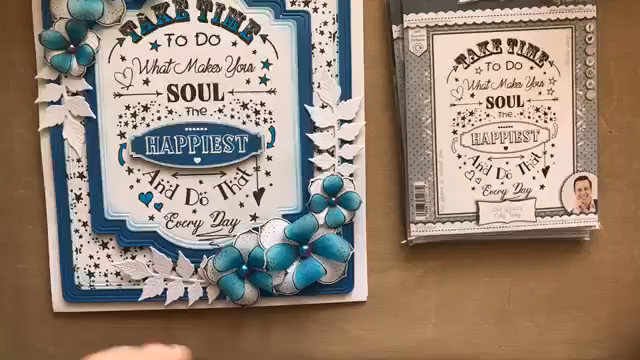 TAKE TIME
TO DO
What Makes Your
SOUL
The
HAPPIEST
And Do That
Every Day
TAKE TIME
TO DO
What Makes Your
SOUL
The
HAPPIEST
And Do That
Every Day